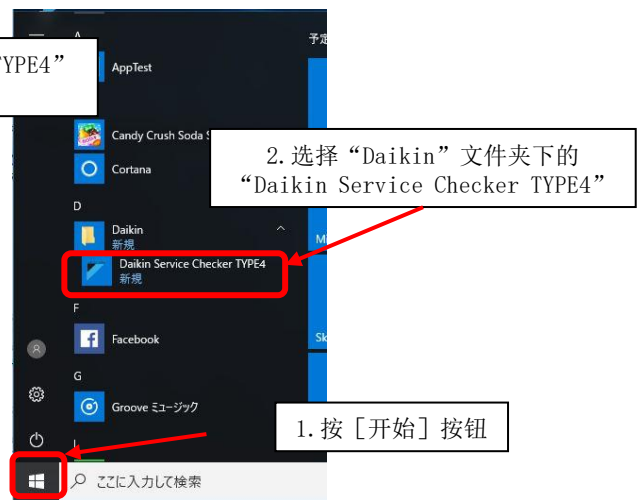 A
予定
YPE4”
AppTest
Candy Crush Soda S
Cortana
2.选择“Daikin”文件夹下的
“Daikin Service Checker TYPE4”
D
Daikin
新規
Mi
Daikin Service Checker TYPE4
新規
F
Facebook
Sk
G
Groove ミュージック
1.按［开始］按钮
ここに入力して検索